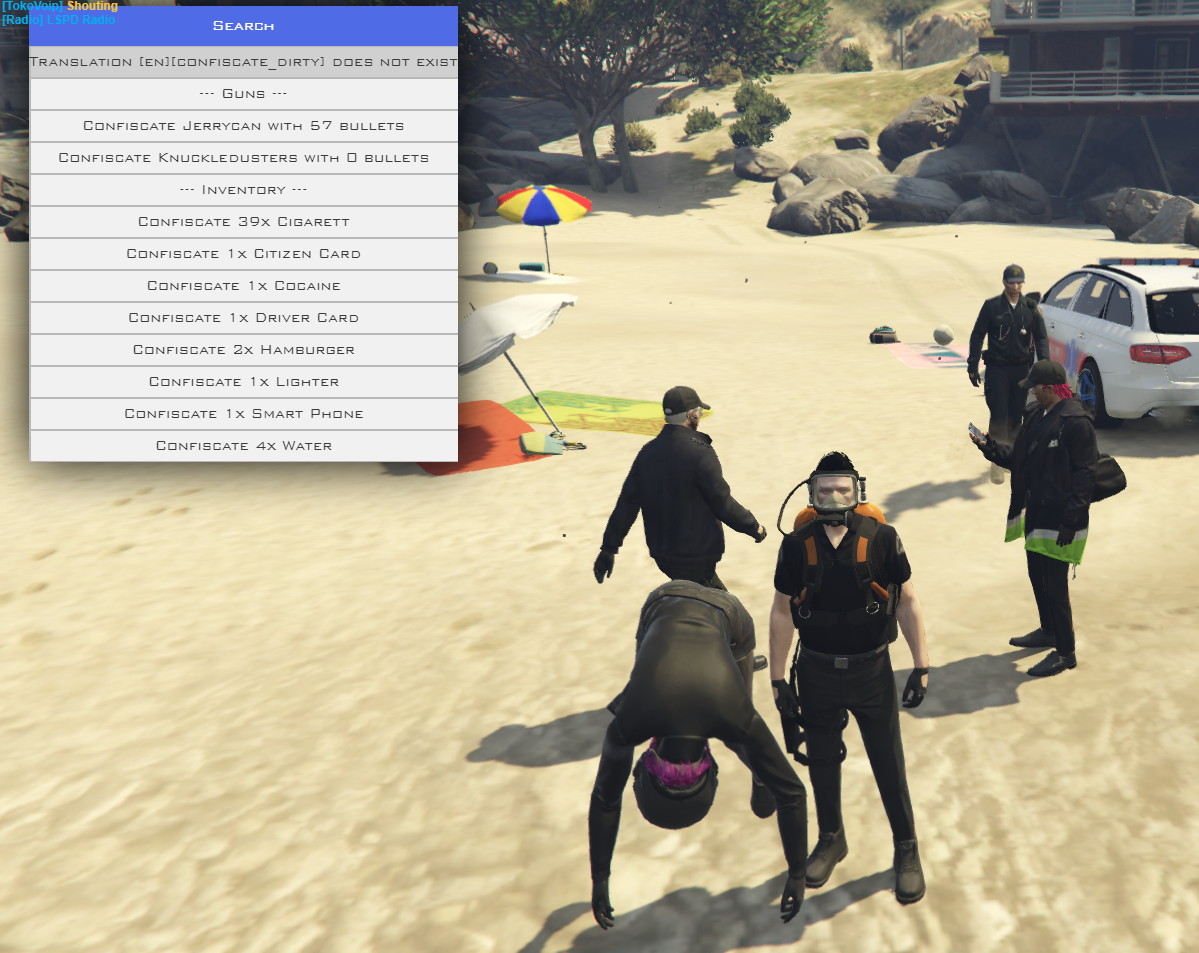 [TokoVoip] Shouting
[Radio] LSPD Radio
Search
Translation [en][confiscate_dirty] does not exist
--- Guns ---
Confiscate Jerrycan with 57 bullets
Confiscate Knuckledusters with 0 bullets
--- Inventory ---
Confiscate 39x Cigarett
Confiscate 1x Citizen Card
Confiscate 1x Cocaine
Confiscate 1x Driver Card
Confiscate 2x Hamburger
Confiscate 1x Lighter
Confiscate 1x Smart Phone
Confiscate 4x Water